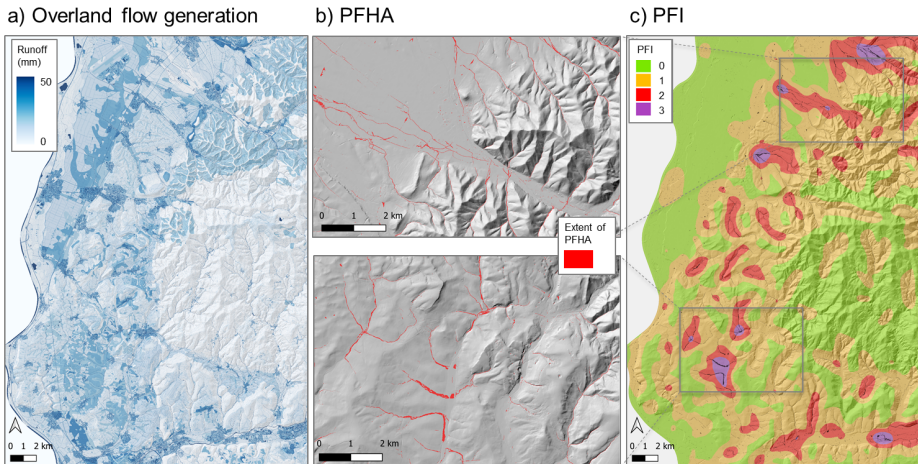 a) Overland flow generation
Runoff
(mm)
50
0
0 1 2 km
b) PFHA
0 1 2 km
Extent of
PFHA
0 1 2 km
c) PFI
PFI
0
1
2
3
0 1 2 km